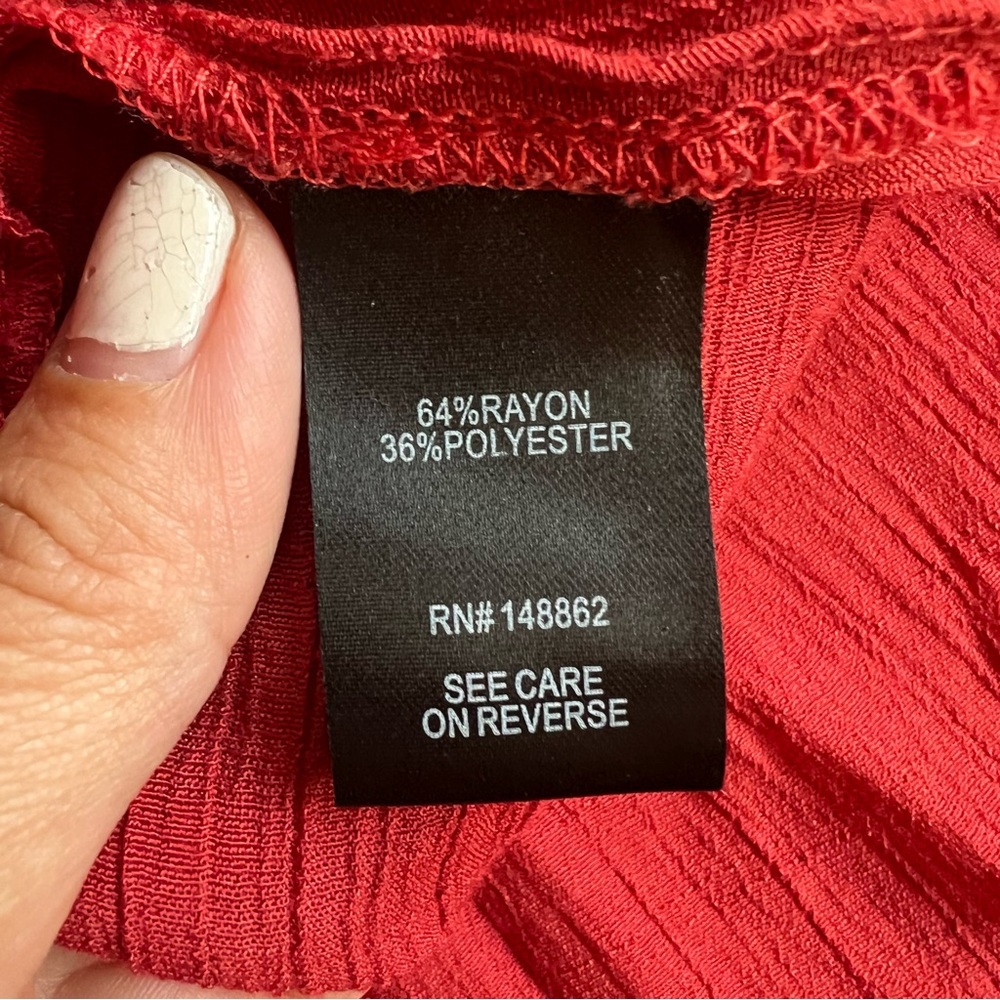 64%RAYON
36%POLYESTER
RN# 148862
SEE CARE
ON REVERSE